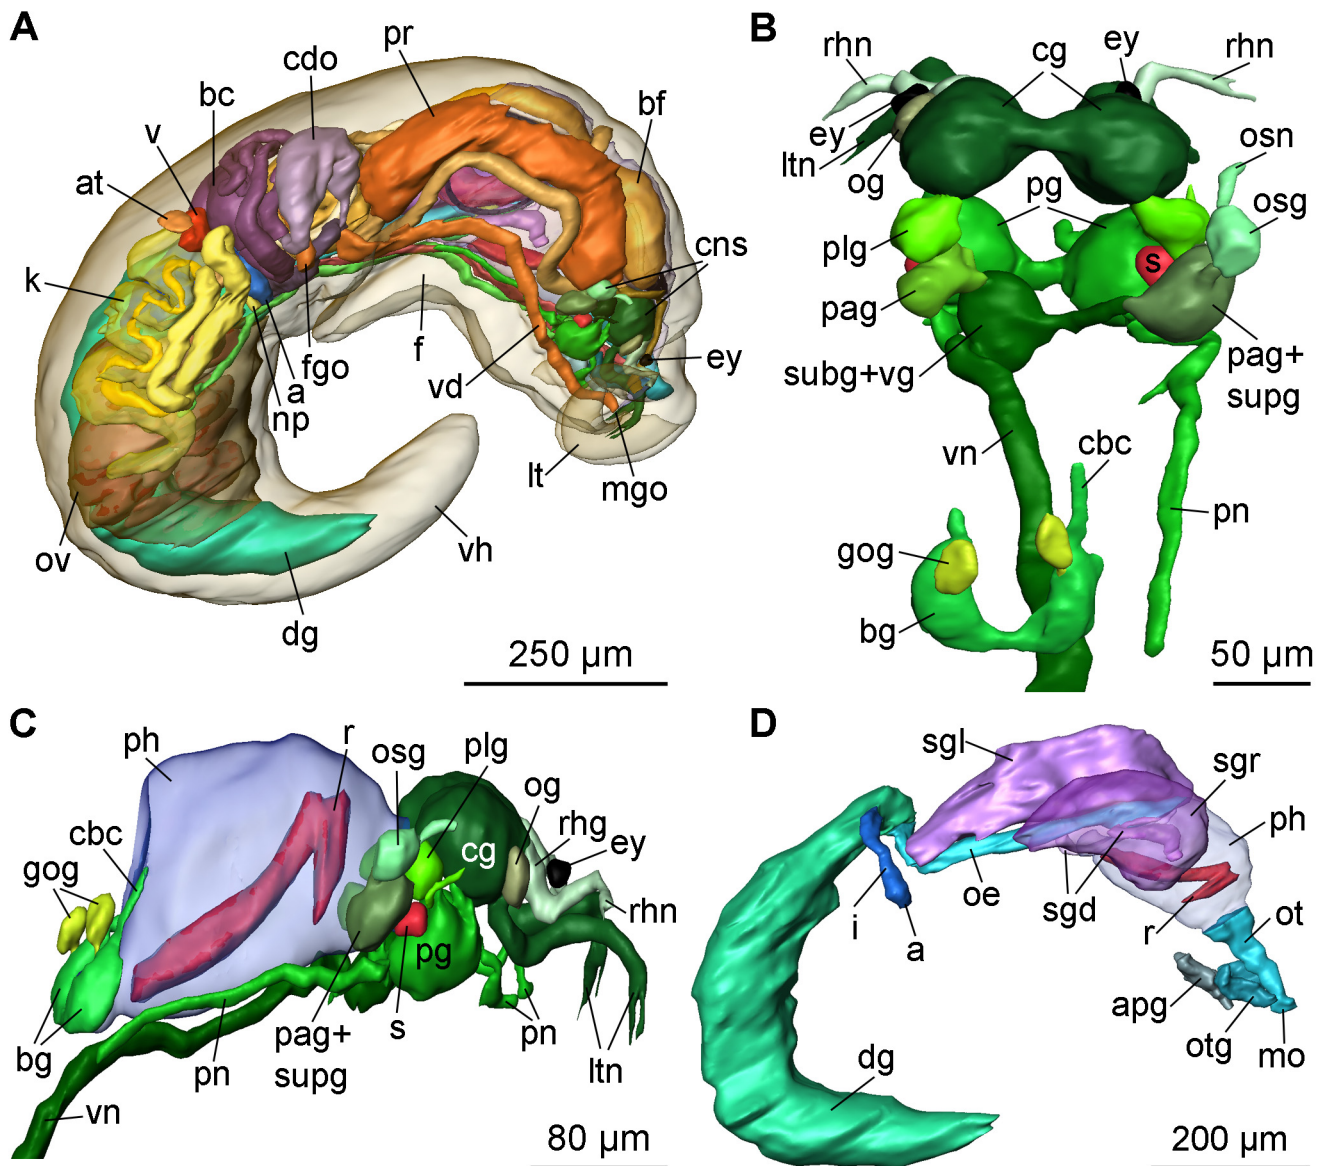 A
pr
cdo
bc
bf
v
at
k
cns
f
fgo
a
np
vd
ey
lt
mgo
ov
vh
dg
250 µm
B
rhn
cg
ey
rhn
ey
ltn
og
osn
pg
osg
plg
s
pag
subg+vg
pag+
supg
vn
cbc
pn
gog
bg
50 µm
C
ph
r
osg
plg
og
rhg
ey
cbc
cg
gog
rhn
pg
bg
pn
pag+
supg
s
pn
ltn
vn
80 µm
D
sgl
sgr
ph
oe
sgd
i
a
r
ot
apg
otg
mo
dg
200 µm